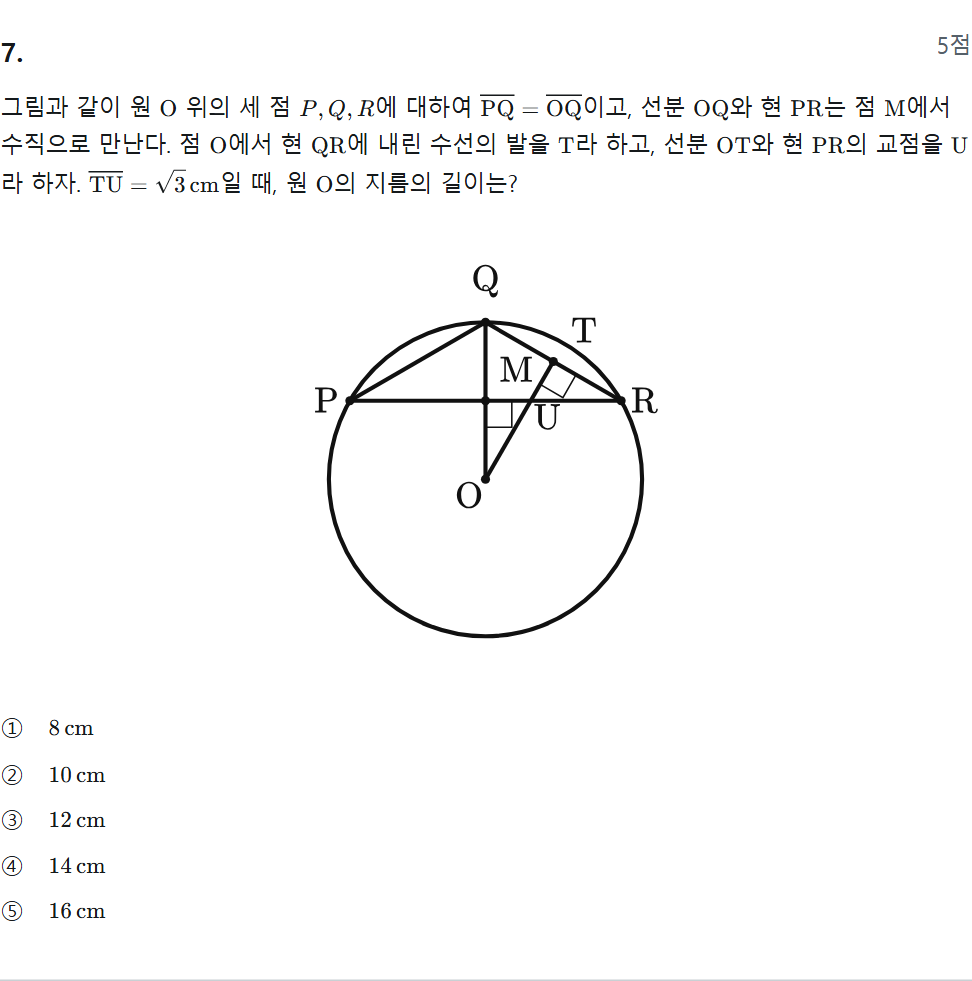 7.
5점
그림과 같이 원 O 위의 세 점 P, Q, R에 대하여 \overline{PQ} = \overline{OQ}이고, 선분 OQ와 현 PR는 점 M에서
수직으로 만난다. 점 O에서 현 QR에 내린 수선의 발을 T라 하고, 선분 OT와 현 PR의 교점을 U
라 하자. \overline{TU} = √3 cm일 때, 원 O의 지름의 길이는?
Q
T
M
P
R
U
O
① 8 cm
② 10 cm
③ 12 cm
④ 14 cm
⑤ 16 cm